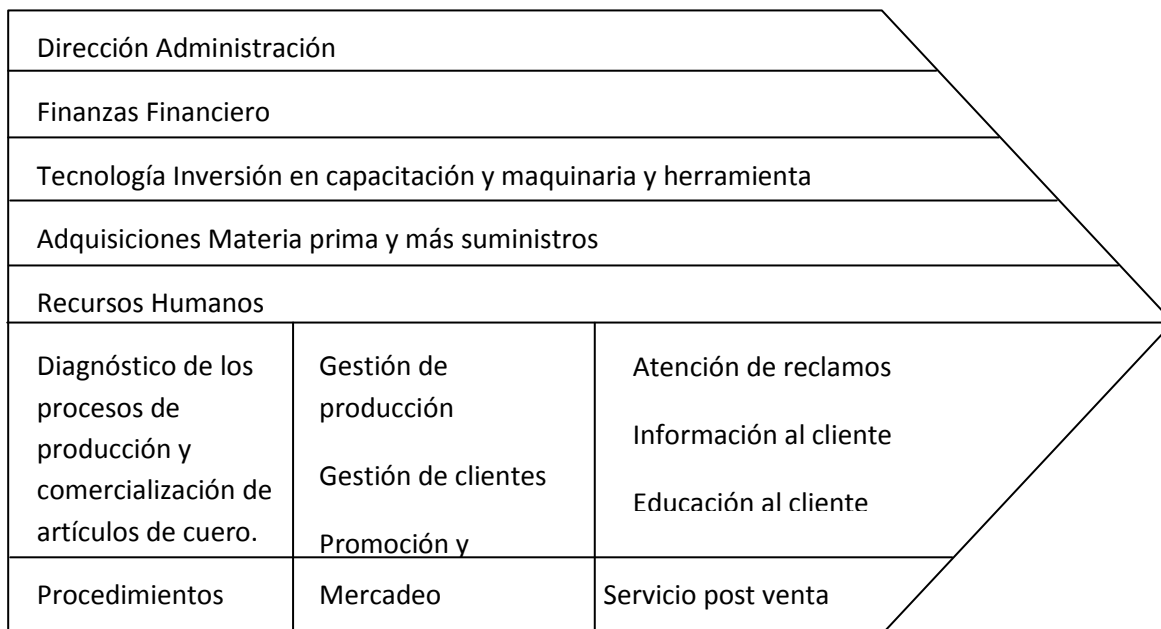 Dirección Administración
Finanzas Financiero
Tecnología Inversión en capacitación y maquinaria y herramienta
Adquisiciones Materia prima y más suministros
Recursos Humanos
Diagnóstico de los
procesos de
producción y
comercialización de
artículos de cuero.
Gestión de
producción
Gestión de clientes
Promoción y
Atención de reclamos
Información al cliente
Educación al cliente
Procedimientos
Mercadeo
Servicio post venta